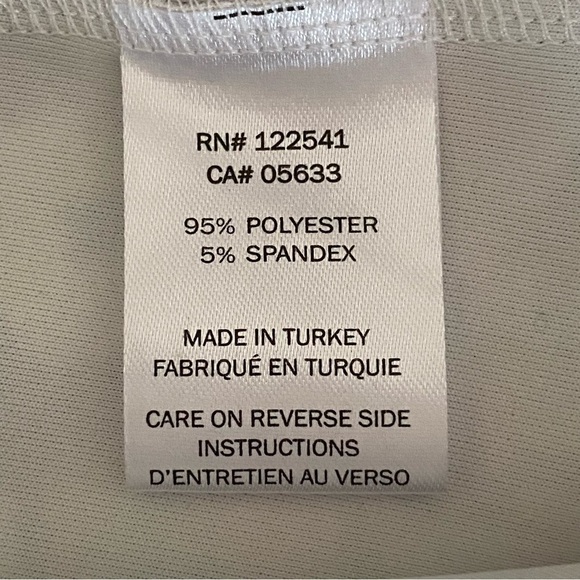 RN# 122541
CA# 05633
95% POLYESTER
5% SPANDEX
MADE IN TURKEY
FABRIQUÉ EN TURQUIE
CARE ON REVERSE SIDE
INSTRUCTIONS
D'ENTRETIEN AU VERSO